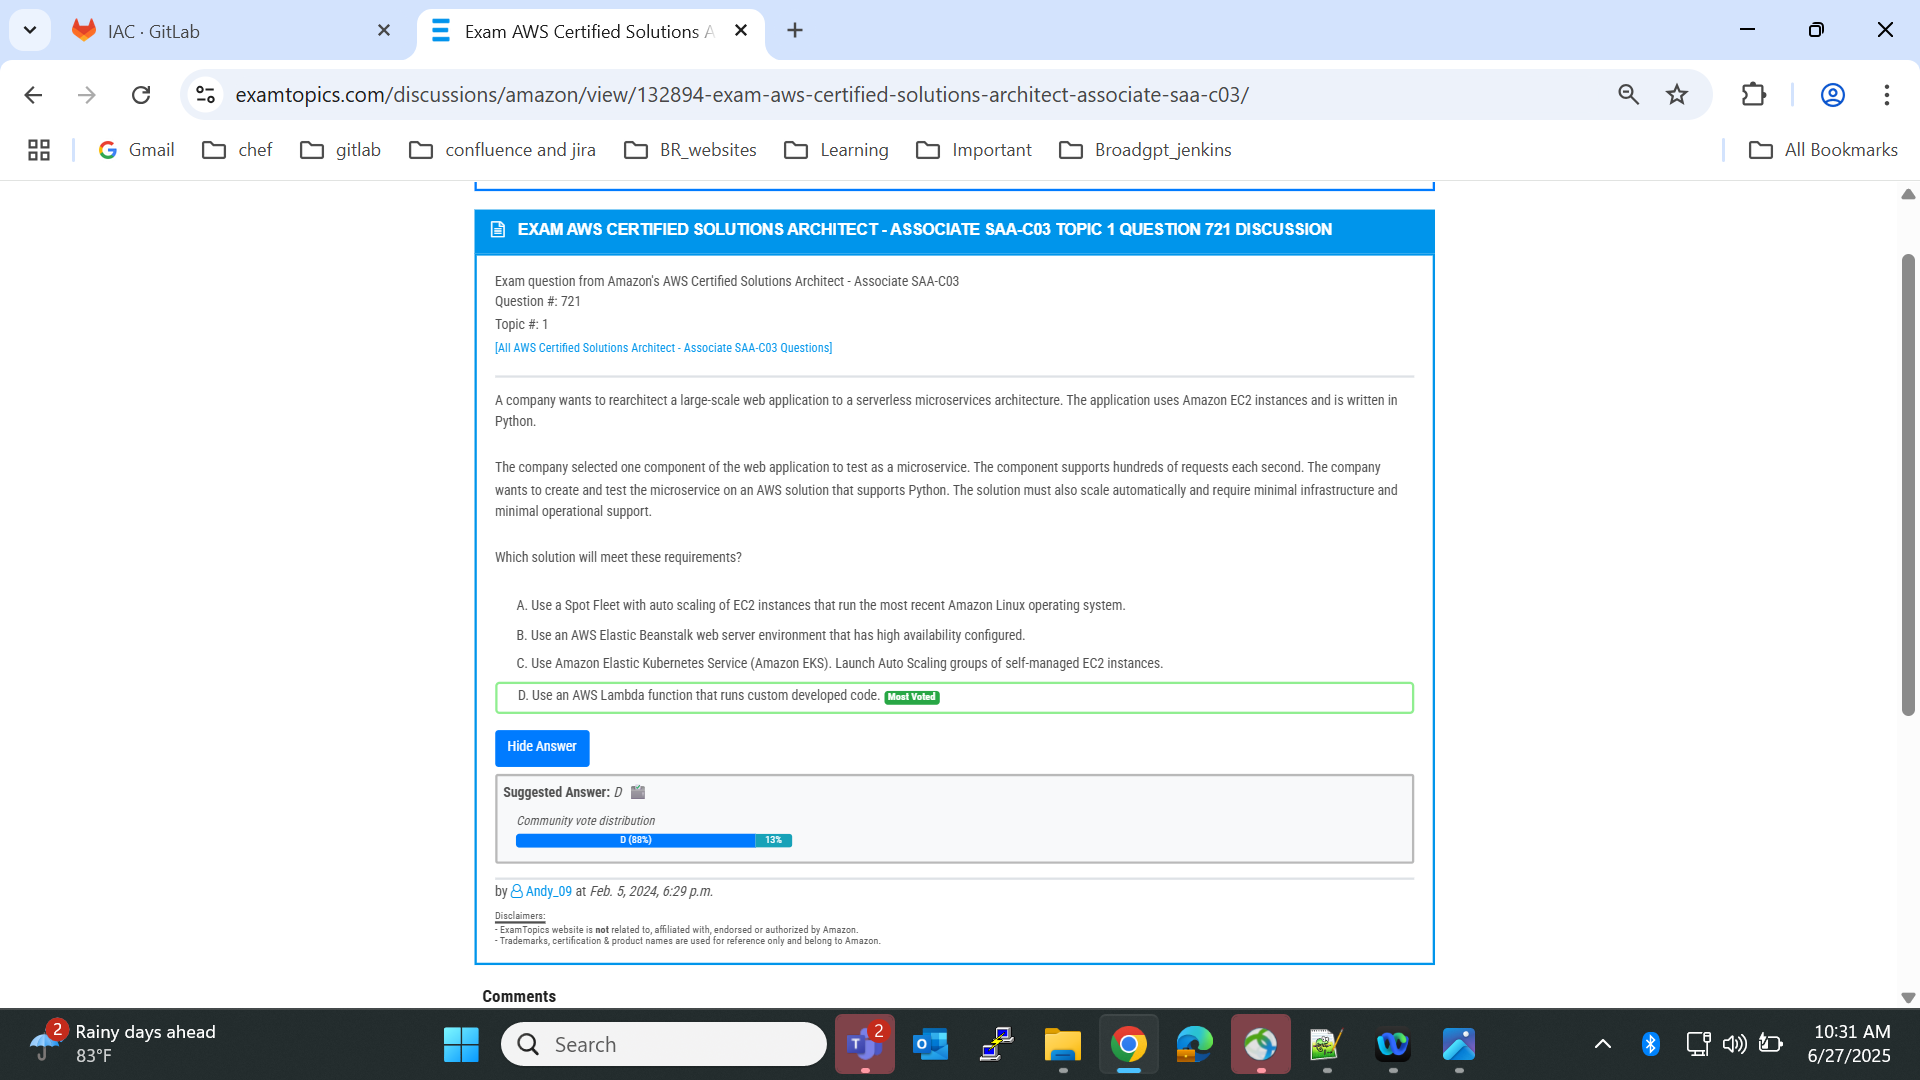 IAC · GitLab
Exam AWS Certified Solutions A
examtopics.com/discussions/amazon/view/132894-exam-aws-certified-solutions-architect-associate-saa-c03/
Gmail chef gitlab confluence and jira BR_websites Learning Important Broadgpt_jenkins All Bookmarks
EXAM AWS CERTIFIED SOLUTIONS ARCHITECT - ASSOCIATE SAA-C03 TOPIC 1 QUESTION 721 DISCUSSION
Exam question from Amazon's AWS Certified Solutions Architect - Associate SAA-C03
Question #: 721
Topic #: 1
[All AWS Certified Solutions Architect - Associate SAA-C03 Questions]
A company wants to rearchitect a large-scale web application to a serverless microservices architecture. The application uses Amazon EC2 instances and is written in
Python.
The company selected one component of the web application to test as a microservice. The component supports hundreds of requests each second. The company
wants to create and test the microservice on an AWS solution that supports Python. The solution must also scale automatically and require minimal infrastructure and
minimal operational support.
Which solution will meet these requirements?
A. Use a Spot Fleet with auto scaling of EC2 instances that run the most recent Amazon Linux operating system.
B. Use an AWS Elastic Beanstalk web server environment that has high availability configured.
C. Use Amazon Elastic Kubernetes Service (Amazon EKS). Launch Auto Scaling groups of self-managed EC2 instances.
D. Use an AWS Lambda function that runs custom developed code. Most Voted
Hide Answer
Suggested Answer: D
Community vote distribution
D (88%) 13%
by Andy_09 at Feb. 5, 2024, 6:29 p.m.
Disclaimers:
- ExamTopics website is not related to, affiliated with, endorsed or authorized by Amazon.
- Trademarks, certification & product names are used for reference only and belong to Amazon.
Comments
2 Rainy days ahead
83°F
Search
2
10:31 AM
6/27/2025